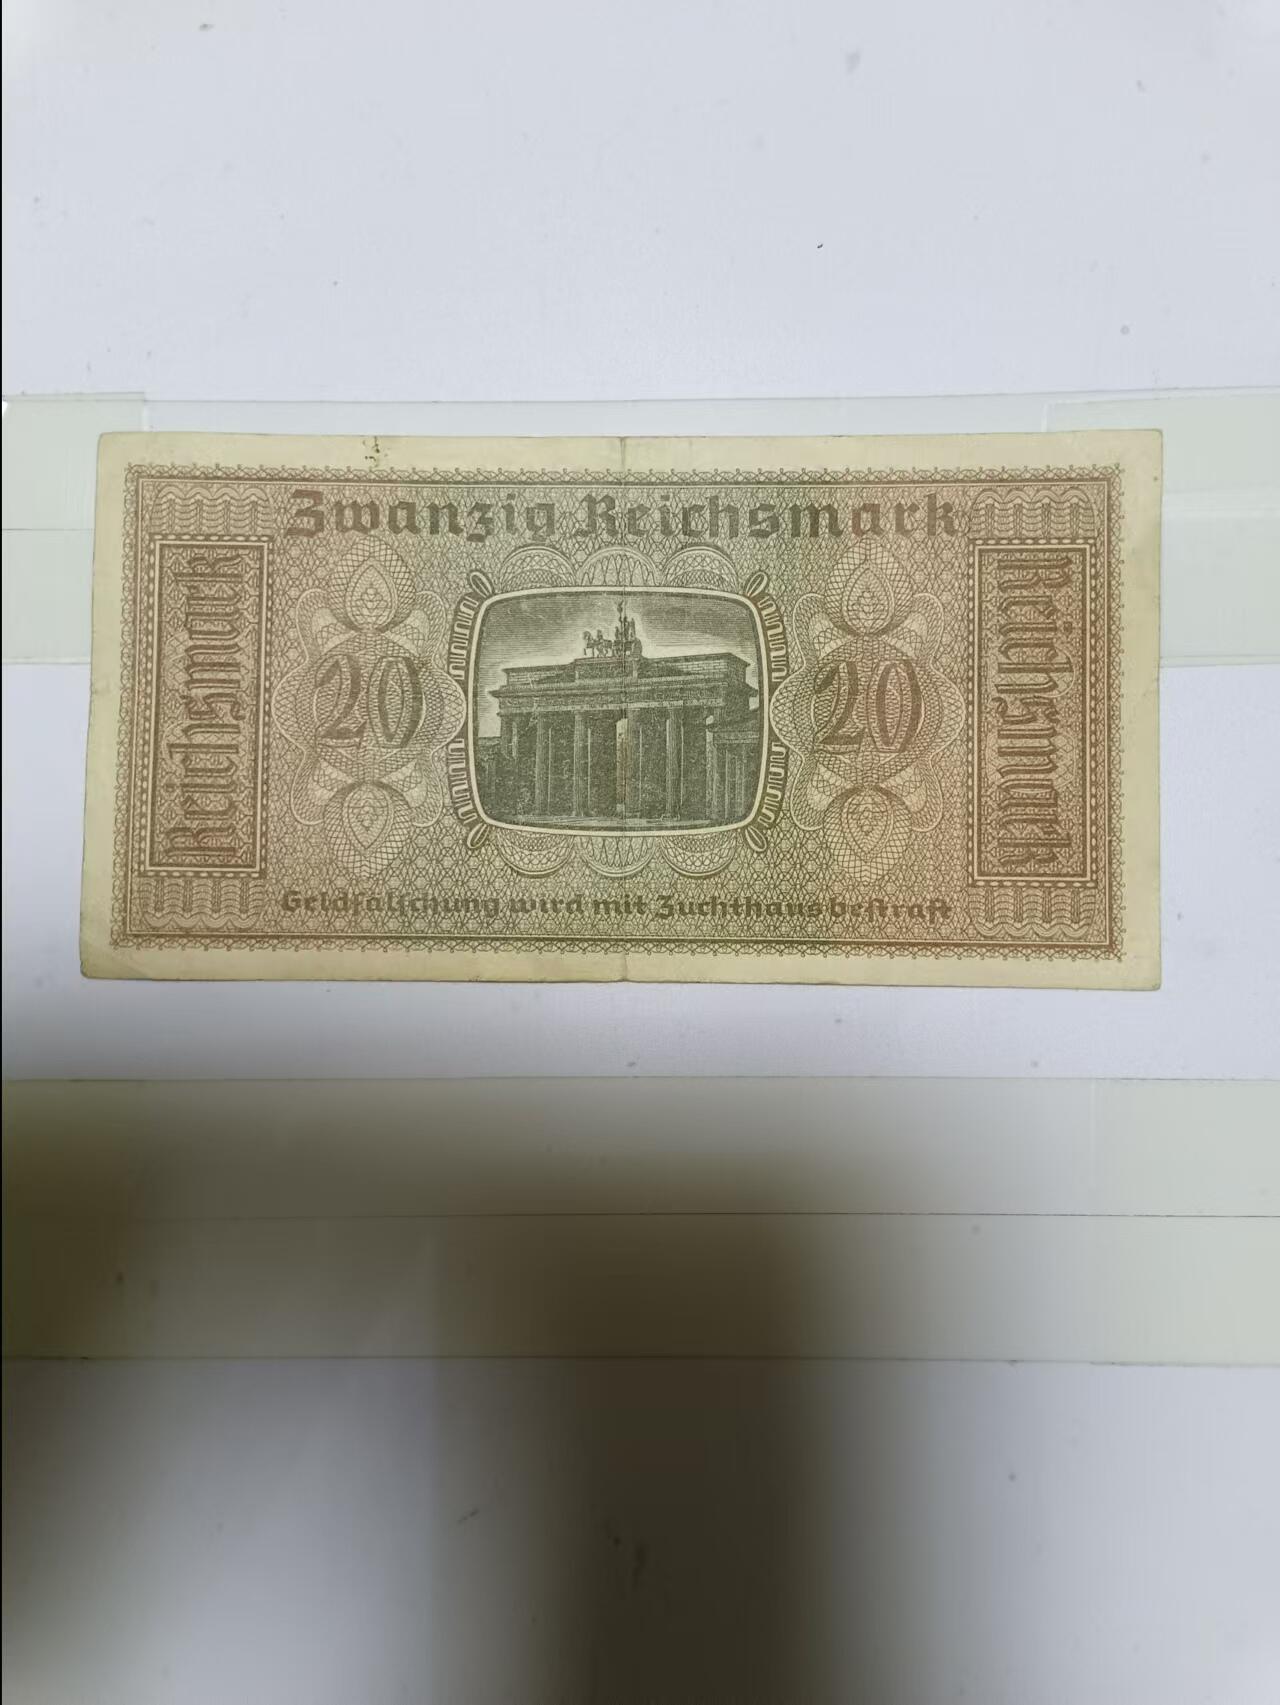 Zwanzig Reichsmark
Reichsmark
20
20
Reichsmark
Geldfälschung wird mit Zuchthaus bestraft